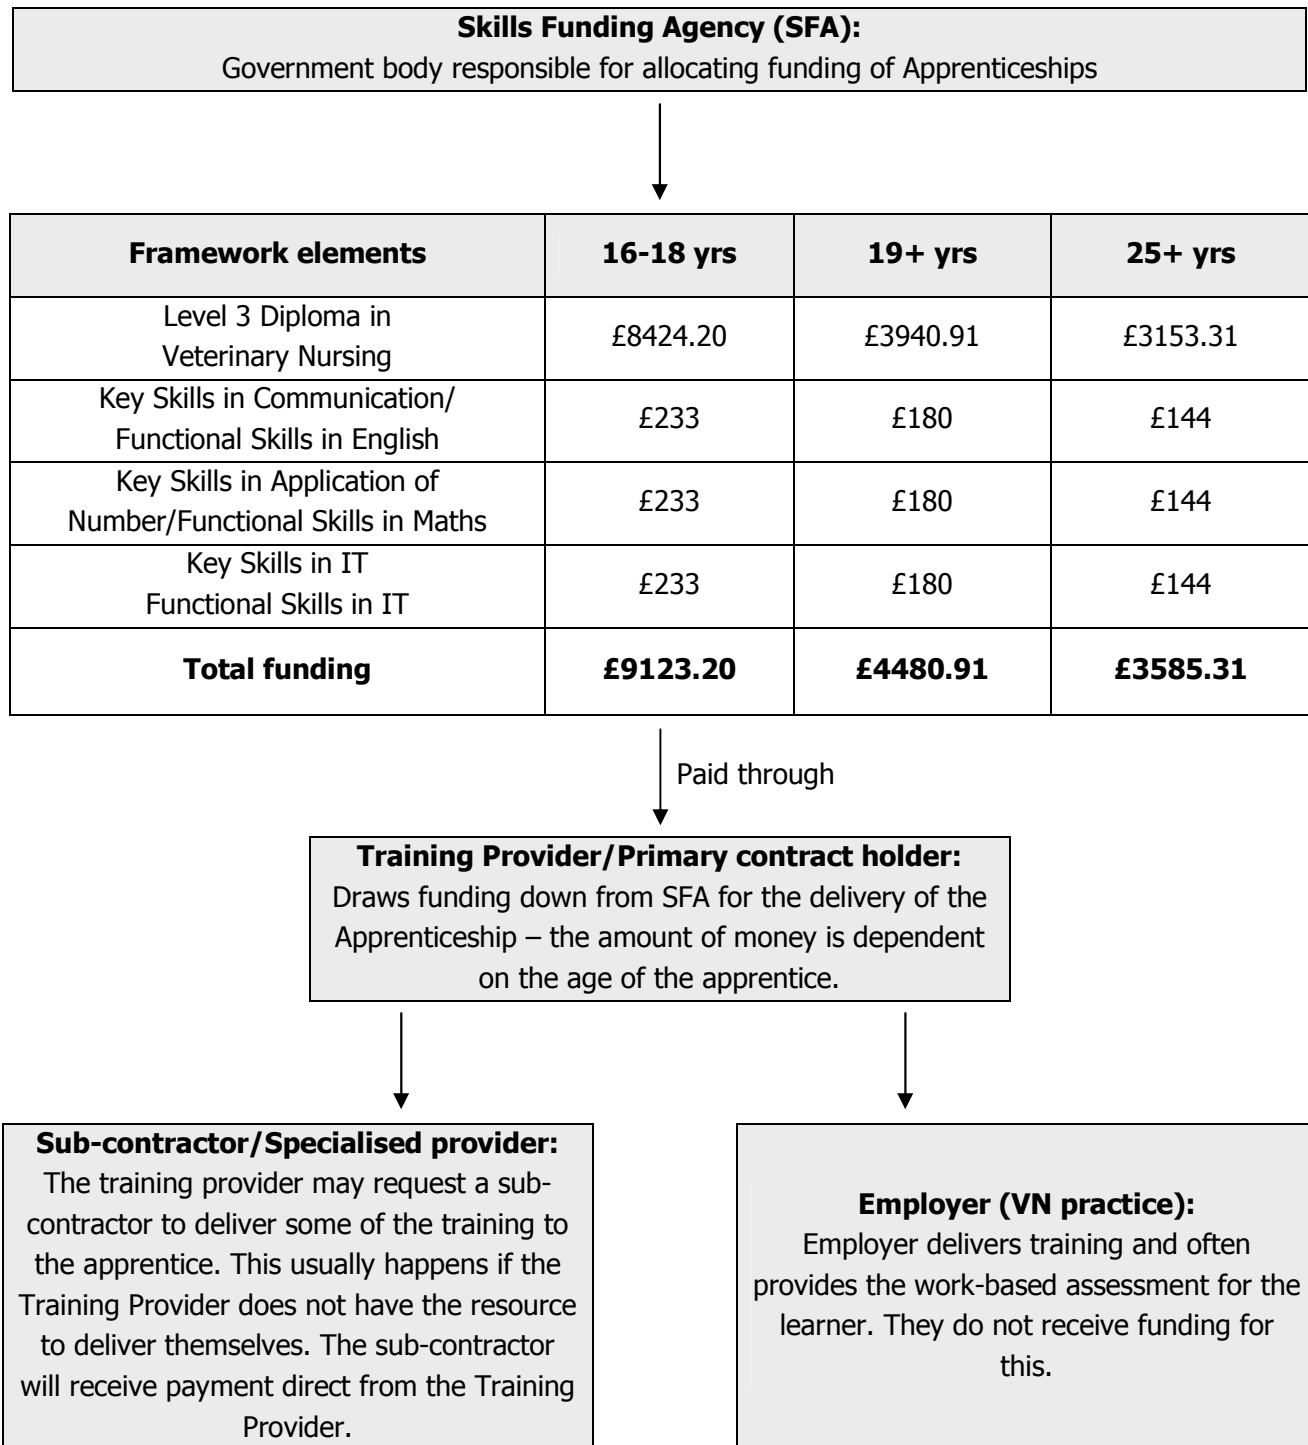 Skills Funding Agency (SFA):
Government body responsible for allocating funding of Apprenticeships
Framework elements 16-18 yrs 19+ yrs 25+ yrs
Level 3 Diploma in
Veterinary Nursing
£8424.20 £3940.91 £3153.31
Key Skills in Communication/
Functional Skills in English
£233 £180 £144
Key Skills in Application of
Number/Functional Skills in Maths
£233 £180 £144
Key Skills in IT
Functional Skills in IT
£233 £180 £144
Total funding £9123.20 £4480.91 £3585.31
Paid through
Training Provider/Primary contract holder:
Draws funding down from SFA for the delivery of the
Apprenticeship – the amount of money is dependent
on the age of the apprentice.
Sub-contractor/Specialised provider:
The training provider may request a sub-
contractor to deliver some of the training to
the apprentice. This usually happens if the
Training Provider does not have the resource
to deliver themselves. The sub-contractor
will receive payment direct from the Training
Provider.
Employer (VN practice):
Employer delivers training and often
provides the work-based assessment for the
learner. They do not receive funding for
this.